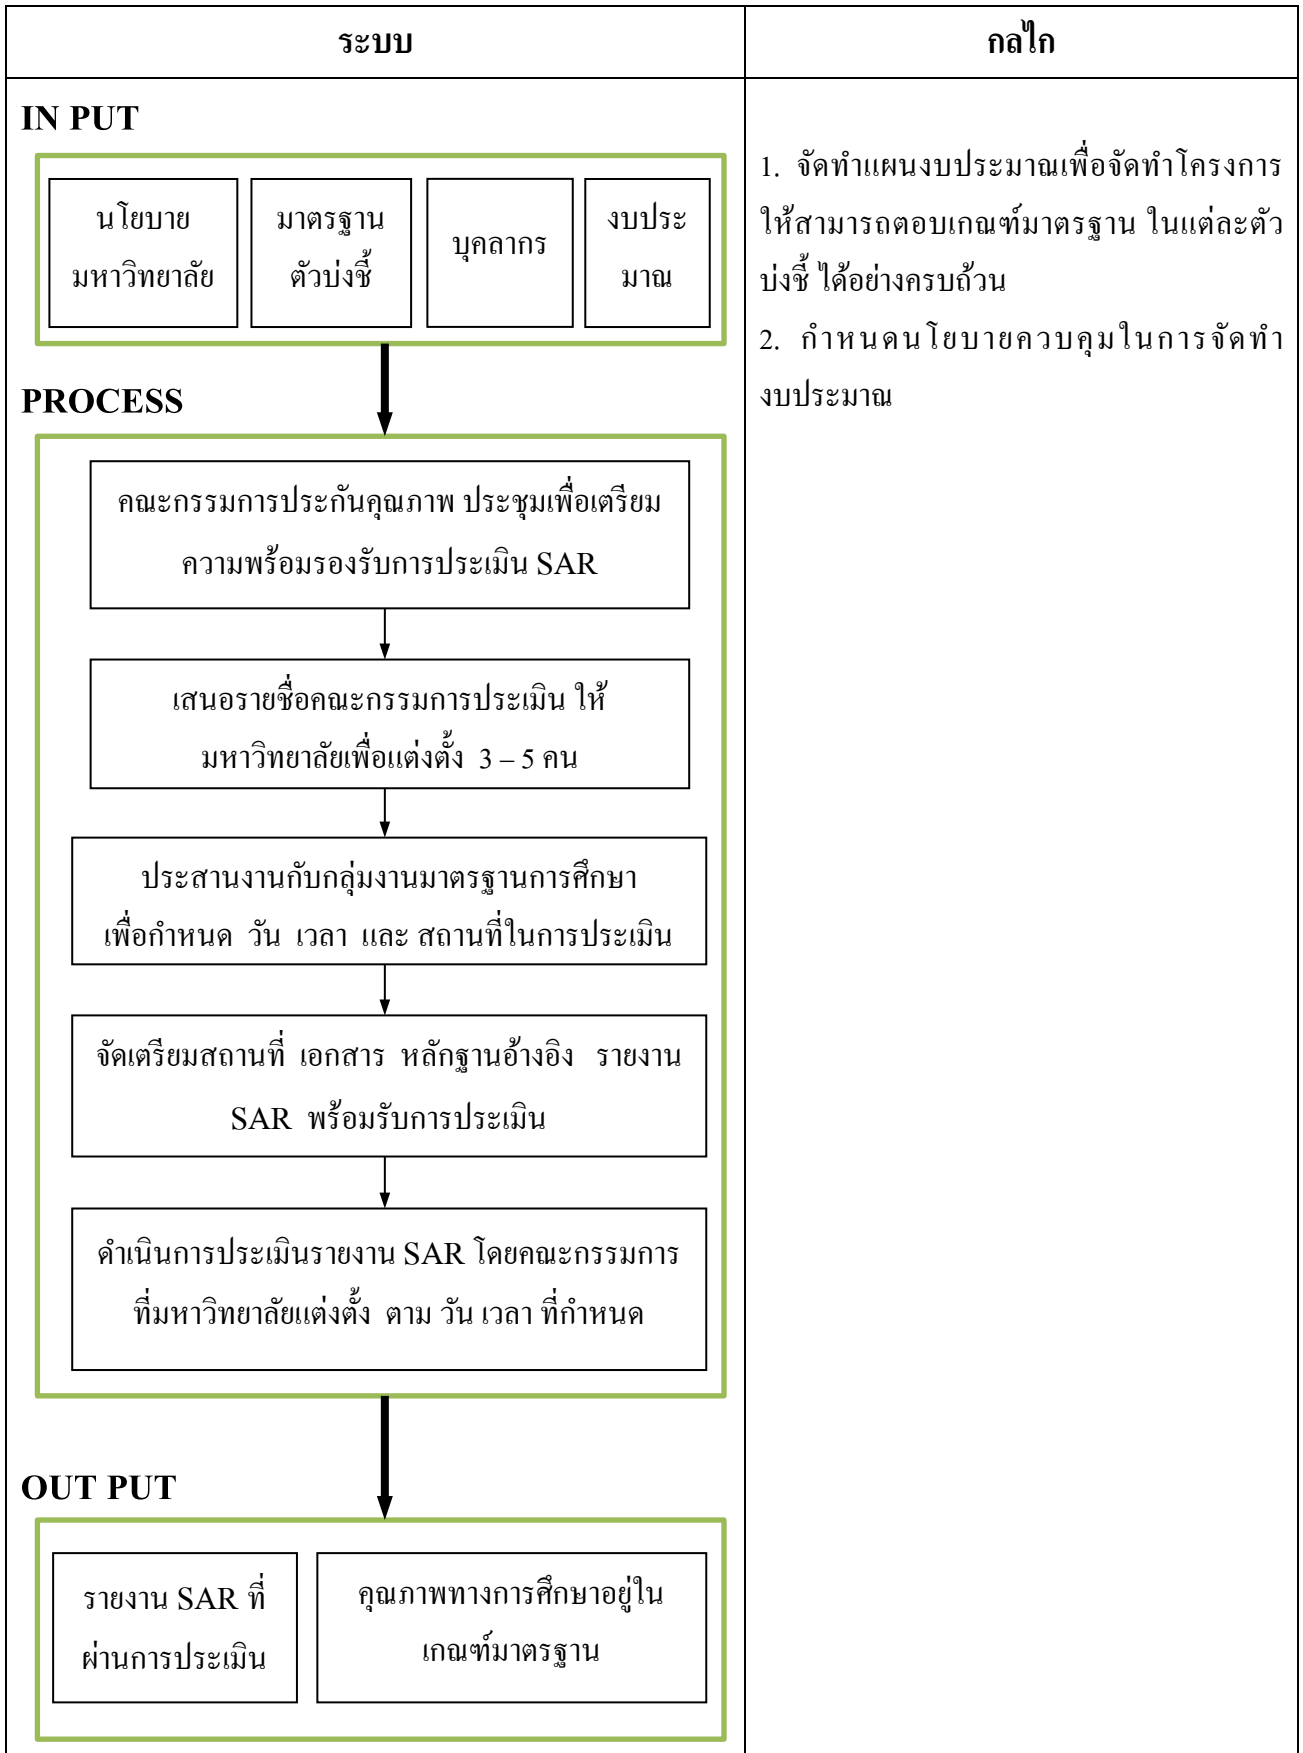 ระบบ
กลไก
IN PUT
นโยบาย
มหาวิทยาลัย
มาตรฐาน
ตัวบ่งชี้
บุคลากร
งบประ
มาณ
PROCESS
คณะกรรมการประกันคุณภาพ ประชุมเพื่อเตรียม
ความพร้อมรองรับการประเมิน SAR
เสนอรายชื่อคณะกรรมการประเมิน ให้
มหาวิทยาลัยเพื่อแต่งตั้ง 3 – 5 คน
ประสานงานกับกลุ่มงานมาตรฐานการศึกษา
เพื่อกำหนด วัน เวลา และ สถานที่ในการประเมิน
จัดเตรียมสถานที่ เอกสาร หลักฐานอ้างอิง รายงาน
SAR พร้อมรับการประเมิน
ดำเนินการประเมินรายงาน SAR โดยคณะกรรมการ
ที่มหาวิทยาลัยแต่งตั้ง ตาม วัน เวลา ที่กำหนด
OUT PUT
รายงาน SAR ที่
ผ่านการประเมิน
คุณภาพทางการศึกษาอยู่ใน
เกณฑ์มาตรฐาน
1. จัดทำแผนงบประมาณเพื่อจัดทำโครงการ
ให้สามารถตอบเกณฑ์มาตรฐาน ในแต่ละตัว
บ่งชี้ ได้อย่างครบถ้วน
2. กำหนดนโยบายควบคุมในการจัดทำ
งบประมาณ